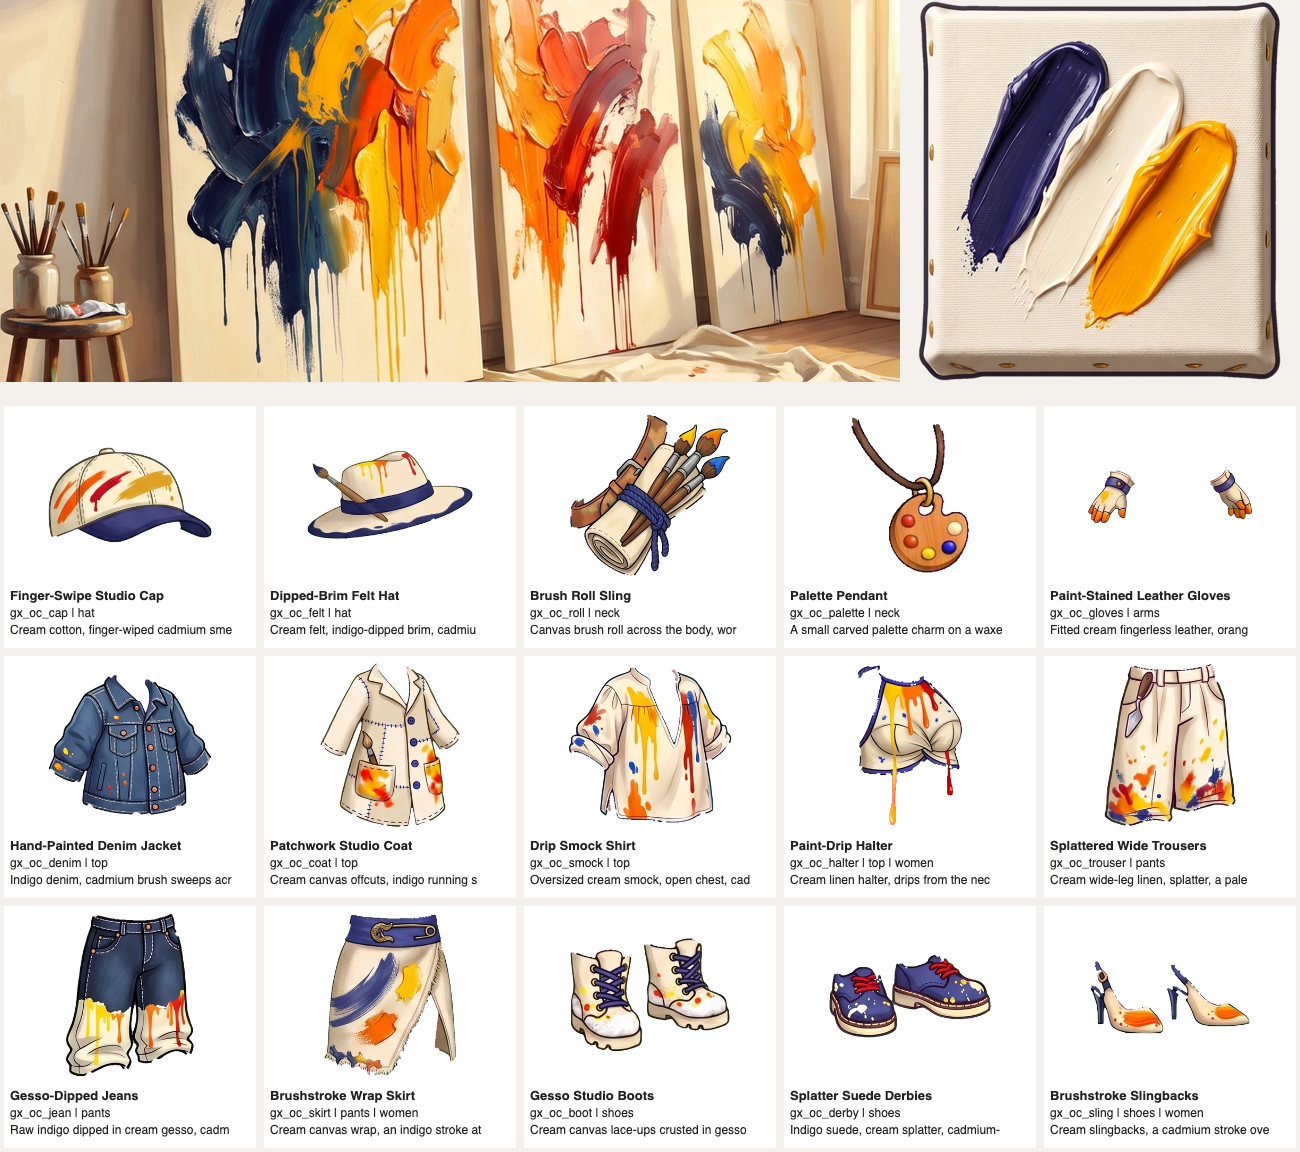 Finger-Swipe Studio Cap
gx_oc_cap | hat
Cream cotton, finger-wiped cadmium sme
Dipped-Brim Felt Hat
gx_oc_felt | hat
Cream felt, indigo-dipped brim, cadmiu
Brush Roll Sling
gx_oc_roll | neck
Canvas brush roll across the body, wor
Palette Pendant
gx_oc_palette | neck
A small carved palette charm on a waxe
Paint-Stained Leather Gloves
gx_oc_gloves | arms
Fitted cream fingerless leather, orang
Hand-Painted Denim Jacket
gx_oc_denim | top
Indigo denim, cadmium brush sweeps acr
Patchwork Studio Coat
gx_oc_coat | top
Cream canvas offcuts, indigo running s
Drip Smock Shirt
gx_oc_smock | top
Oversized cream smock, open chest, cad
Paint-Drip Halter
gx_oc_halter | top | women
Cream linen halter, drips from the nec
Splattered Wide Trousers
gx_oc_trouser | pants
Cream wide-leg linen, splatter, a pale
Gesso-Dipped Jeans
gx_oc_jean | pants
Raw indigo dipped in cream gesso, cadm
Brushstroke Wrap Skirt
gx_oc_skirt | pants | women
Cream canvas wrap, an indigo stroke at
Gesso Studio Boots
gx_oc_boot | shoes
Cream canvas lace-ups crusted in gesso
Splatter Suede Derbies
gx_oc_derby | shoes
Indigo suede, cream splatter, cadmium-
Brushstroke Slingbacks
gx_oc_sling | shoes | women
Cream slingbacks, a cadmium stroke ove